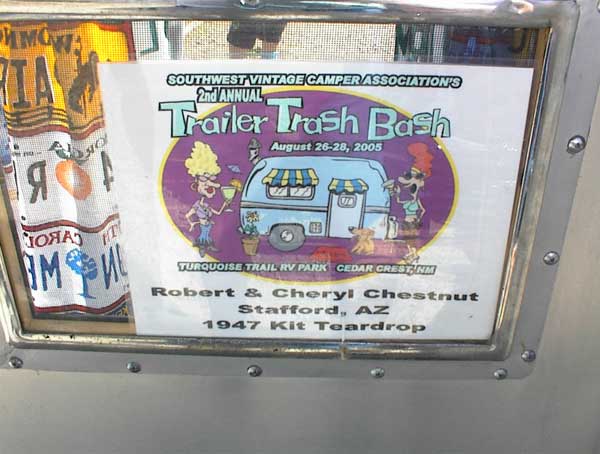 SOUTHWEST VINTAGE CAMPER ASSOCIATION'S
2nd ANNUAL
Trailer Trash Bash
August 26-28, 2005
TURQUOISE TRAIL RV PARK CEDAR CREST, NM
Robert & Cheryl Chestnut
Stafford, AZ
1947 Kit Teardrop